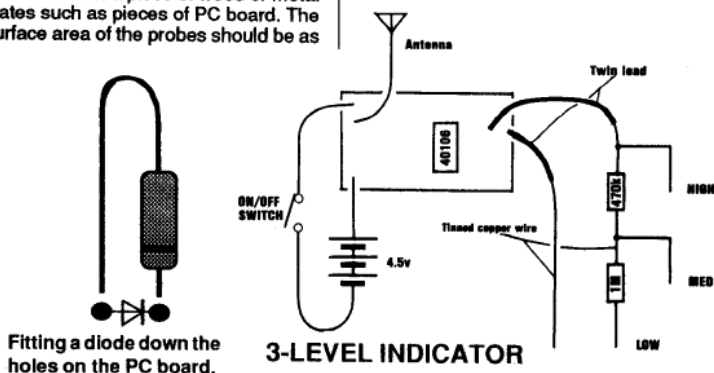 ates such as pieces of PC board. The
urface area of the probes should be as
Antenna
Twin lead
40106
ON/OFF
SWITCH
4.5v
Tinned copper wire
470k
1M
HIGH
MED
LOW
Fitting a diode down the
holes on the PC board.
3-LEVEL INDICATOR